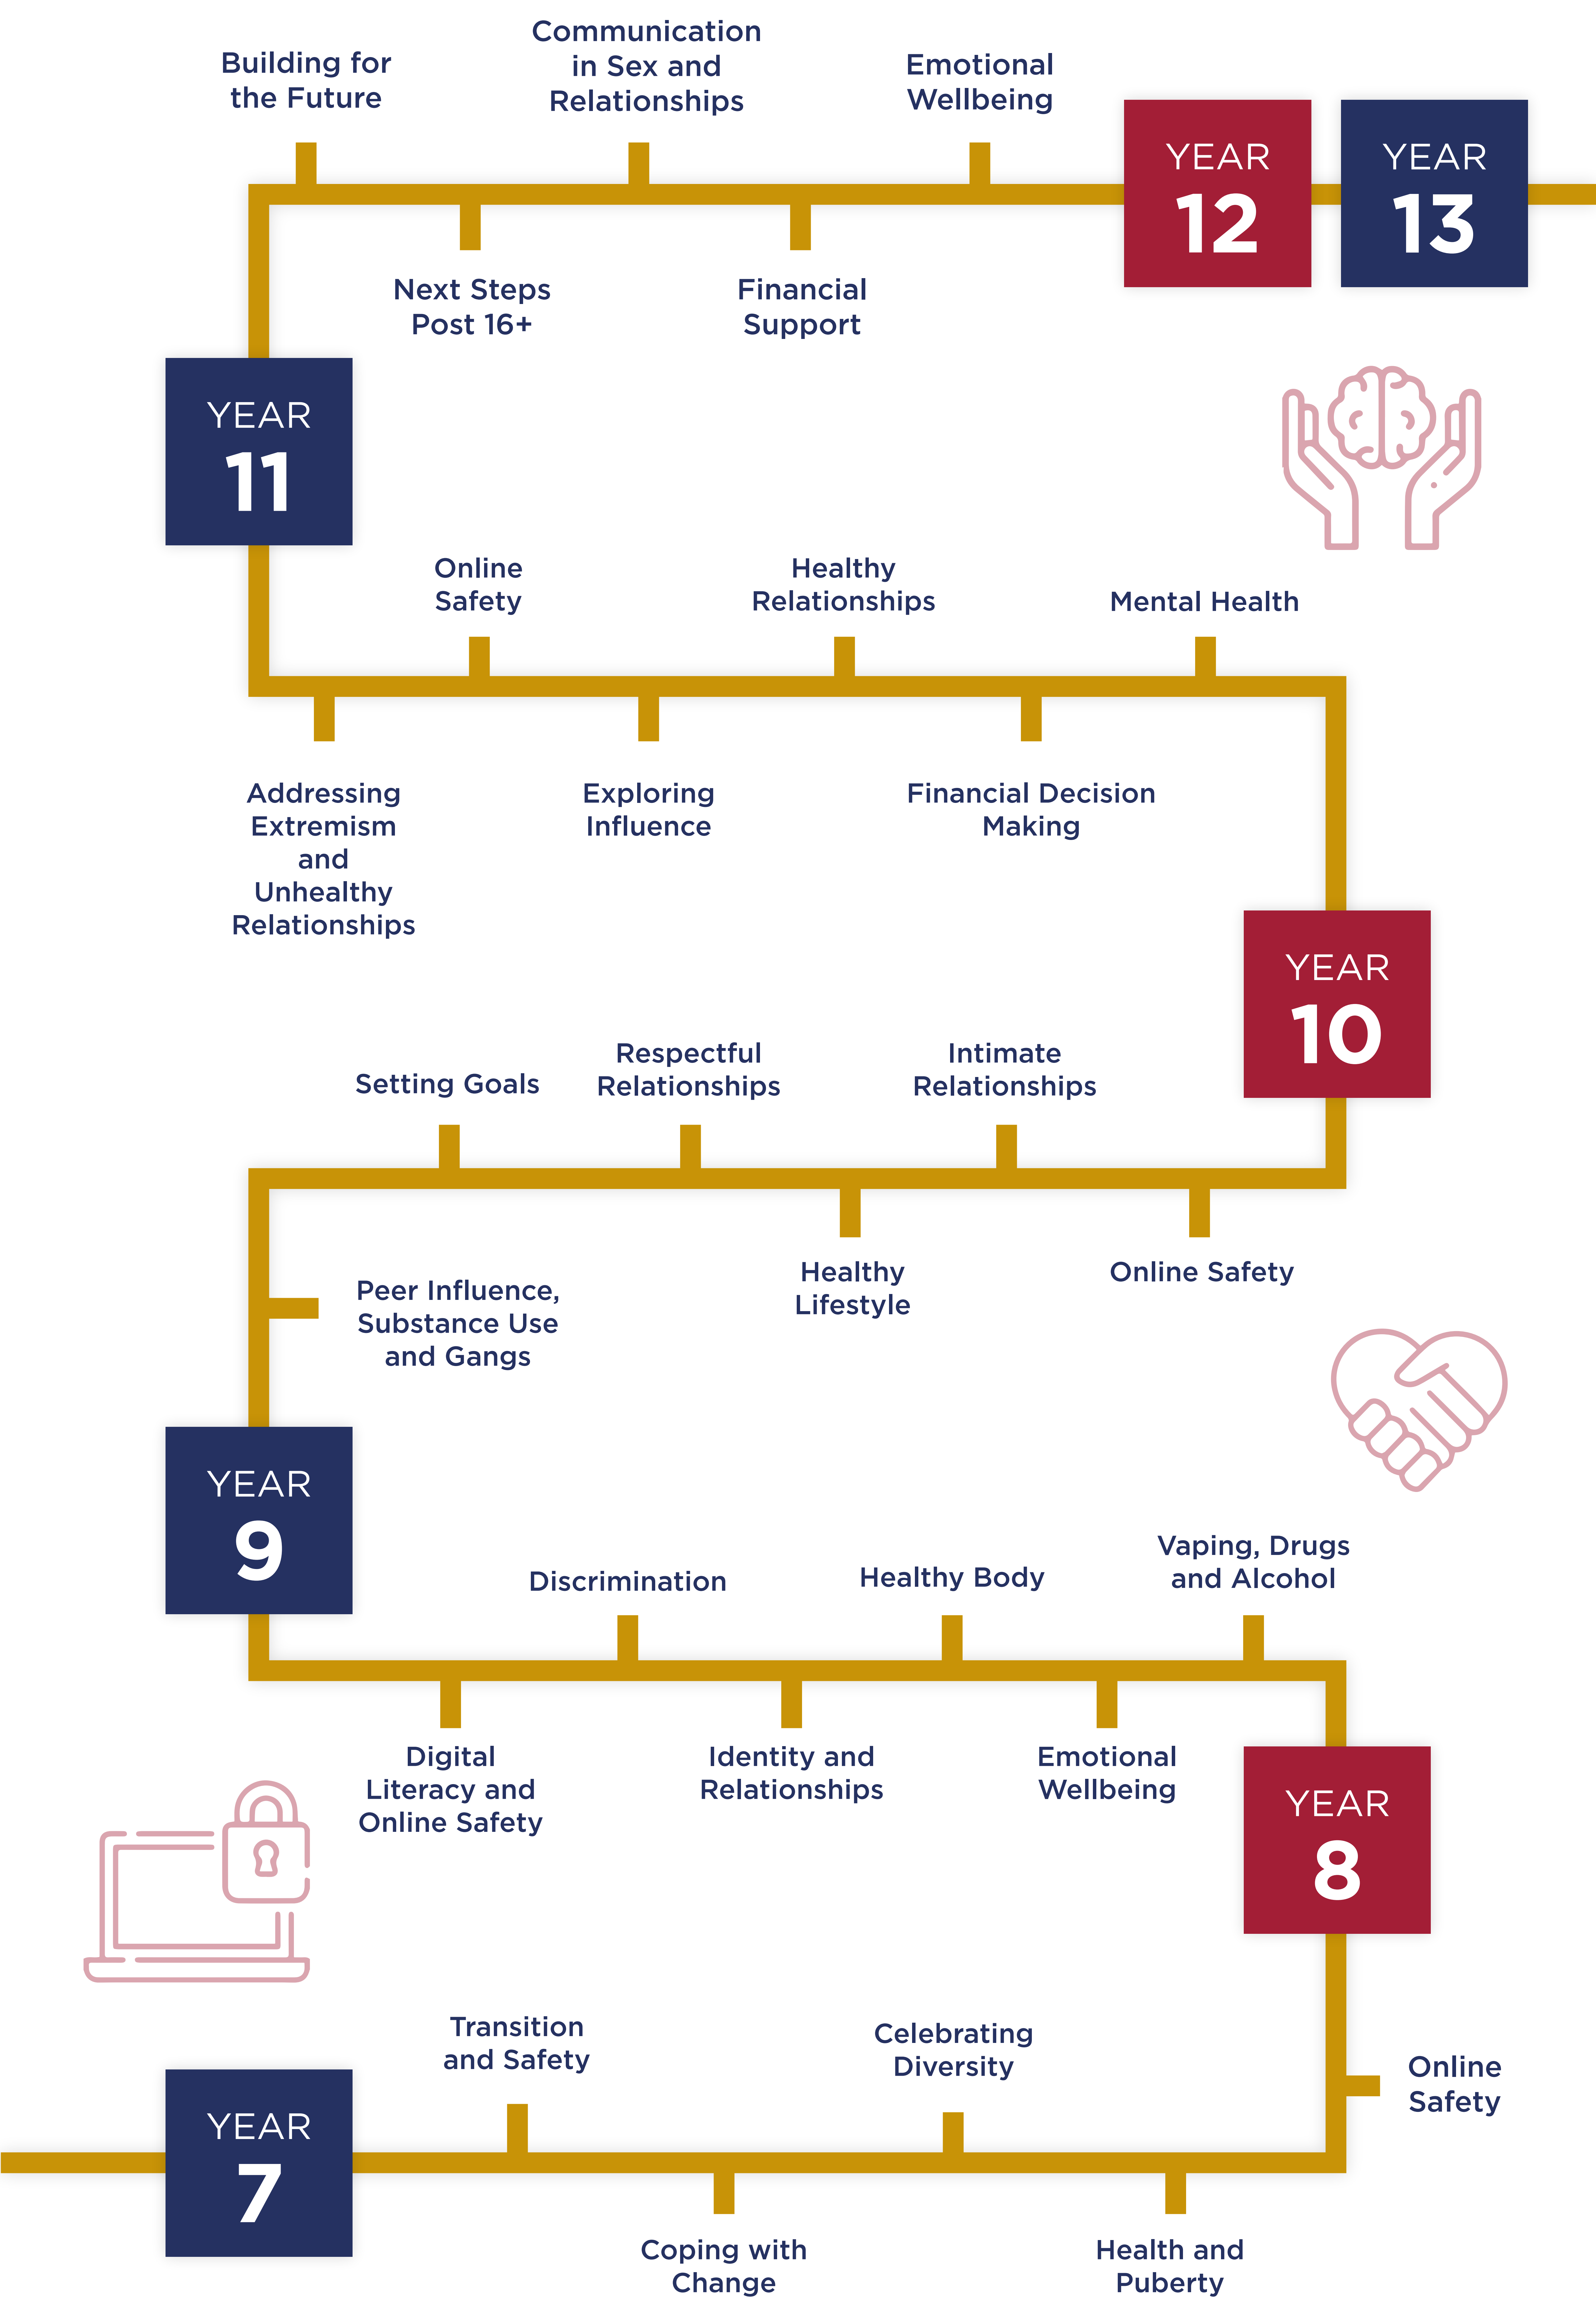 Building for
the Future
Communication
in Sex and
Relationships
Emotional
Wellbeing
YEAR
12
YEAR
13
Next Steps
Post 16+
Financial
Support
YEAR
11
Online
Safety
Healthy
Relationships
Mental Health
Addressing
Extremism
and
Unhealthy
Relationships
Exploring
Influence
Financial Decision
Making
YEAR
10
Setting Goals
Respectful
Relationships
Intimate
Relationships
Peer Influence,
Substance Use
and Gangs
Healthy
Lifestyle
Online Safety
YEAR
9
Discrimination
Healthy Body
Vaping, Drugs
and Alcohol
Digital
Literacy and
Online Safety
Identity and
Relationships
Emotional
Wellbeing
YEAR
8
Transition
and Safety
Celebrating
Diversity
Online
Safety
YEAR
7
Coping with
Change
Health and
Puberty